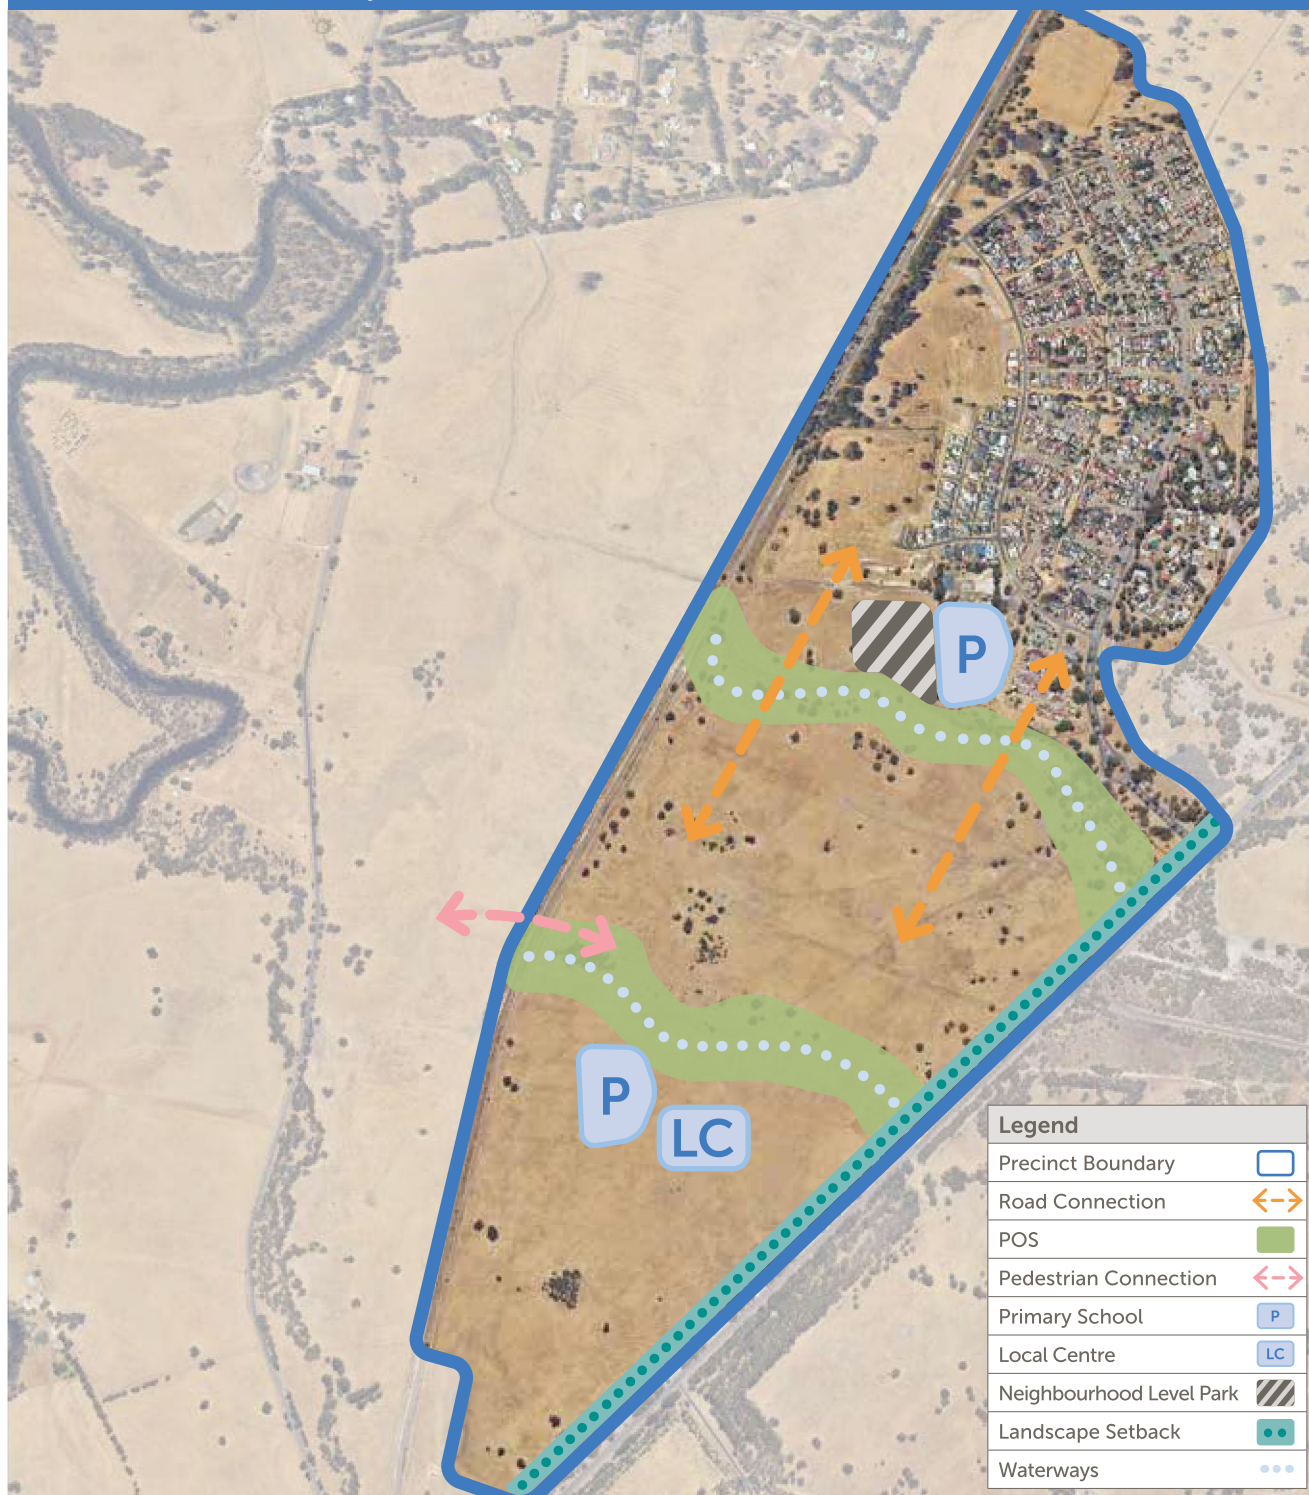 P
P
LC
Legend
Precinct Boundary
Road Connection
POS
Pedestrian Connection
Primary School P
Local Centre LC
Neighbourhood Level Park
Landscape Setback
Waterways